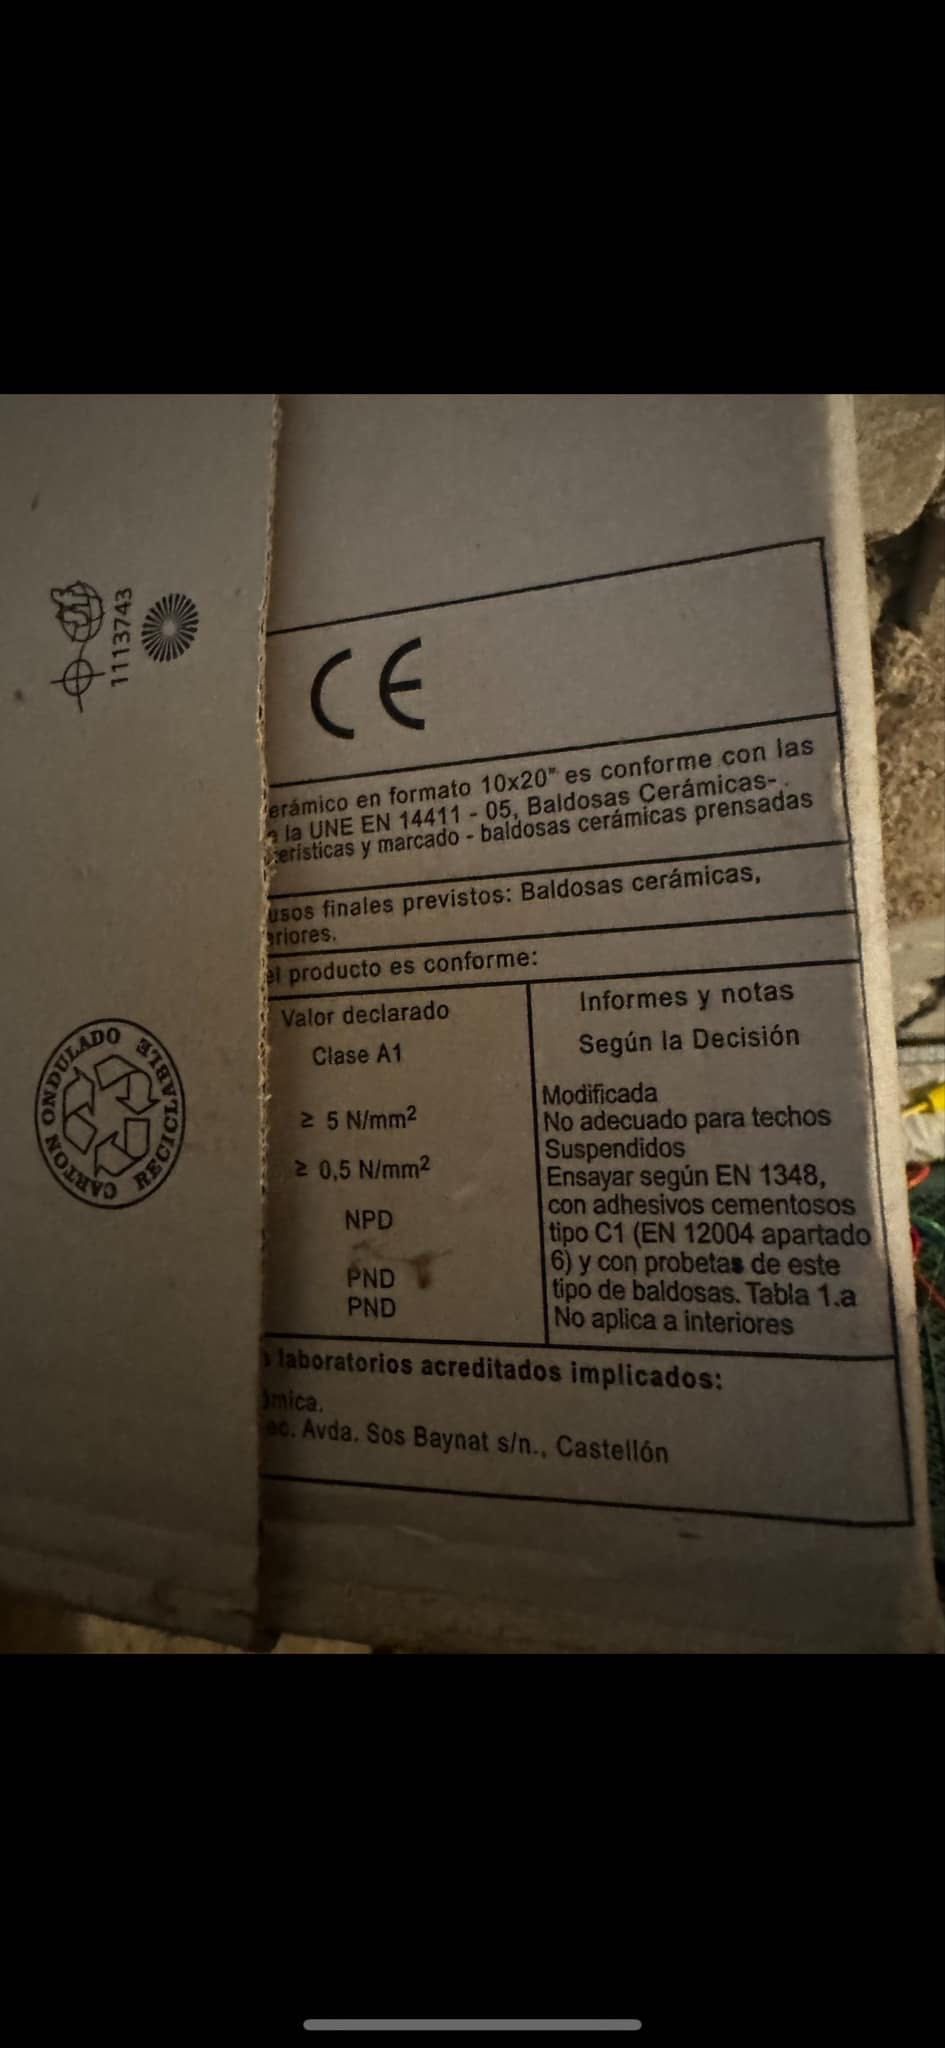 1113743
CARTON ONDULADO RECICLABLE
CE
en formato 10x20" es conforme con las
la UNE EN 14411 - 05, Baldosas Cerámicas-
y marcado - baldosas cerámicas prensadas
usos finales previstos: Baldosas cerámicas,
el producto es conforme:
Valor declarado
Clase A1
≥ 5 N/mm²
≥ 0,5 N/mm²
NPD
PND
PND
Informes y notas
Según la Decisión
Modificada
No adecuado para techos
Suspendidos
Ensayar según EN 1348,
con adhesivos cementosos
tipo C1 (EN 12004 apartado
6) y con probetas de este
tipo de baldosas. Tabla 1.a
No aplica a interiores
laboratorios acreditados implicados:
Avda. Sos Baynat s/n., Castellón